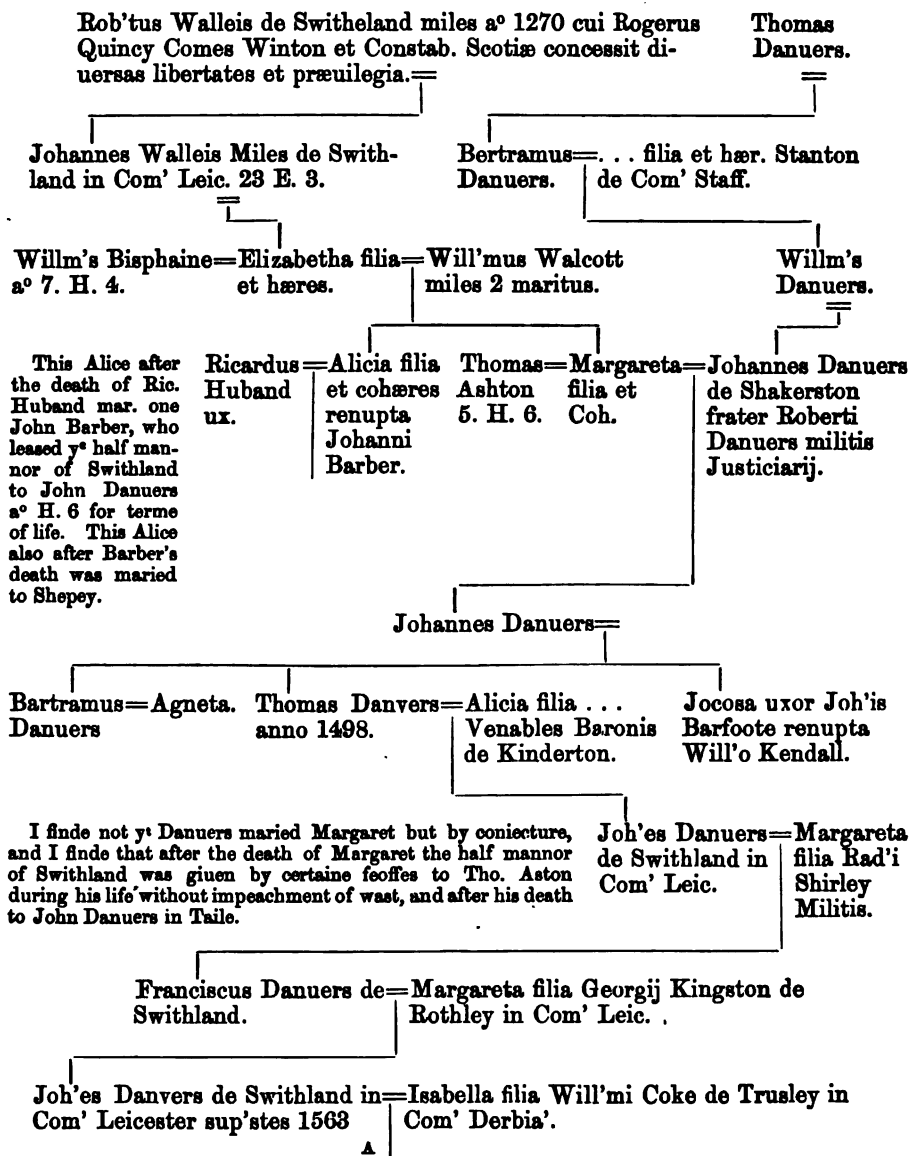 Rob'tus Walleis de Switheland miles aº 1270 cui Rogerus
Quincy Comes Winton et Constab. Scotiæ concessit di-
uersas libertates et præuilegia.=
Thomas
Danuers.
=
Johannes Walleis Miles de Swith-
land in Com' Leic. 23 E. 3.
=
Bertramus=. . . filia et hær. Stanton
Danuers. de Com' Staff.
Willm's Bisphaine=Elizabetha filia=Will'mus Walcott
aº 7. H. 4. et hæres. miles 2 maritus.
Willm's
Danuers.
=
This Alice after
the death of Ric.
Huband mar. one
John Barber, who
leased yᵉ half man-
nor of Swithland
to John Danuers
aº H. 6 for terme
of life. This Alice
also after Barber's
death was maried
to Shepey.
Ricardus=Alicia filia
Huband et cohæres
ux. renupta
Johanni
Barber.
Thomas=Margareta=Johannes Danuers
Ashton filia et de Shakerston
5. H. 6. Coh. frater Roberti
Danuers militis
Justiciarij.
Johannes Danuers=
Bartramus=Agneta.
Danuers
Thomas Danvers=Alicia filia . . .
anno 1498. Venables Baronis
de Kinderton.
Jocosa uxor Joh'is
Barfoote renupta
Will'o Kendall.
I finde not yᵗ Danuers maried Margaret but by coniecture,
and I finde that after the death of Margaret the half mannor
of Swithland was giuen by certaine feoffes to Tho. Aston
during his life without impeachment of wast, and after his death
to John Danuers in Taile.
Joh'es Danuers=Margareta
de Swithland in filia Rad'i
Com' Leic. Shirley
Militis.
Franciscus Danuers de=Margareta filia Georgij Kingston de
Swithland. Rothley in Com' Leic.
Joh'es Danvers de Swithland in=Isabella filia Will'mi Coke de Trusley in
Com' Leicester sup'stes 1563 Com' Derbia'.
A